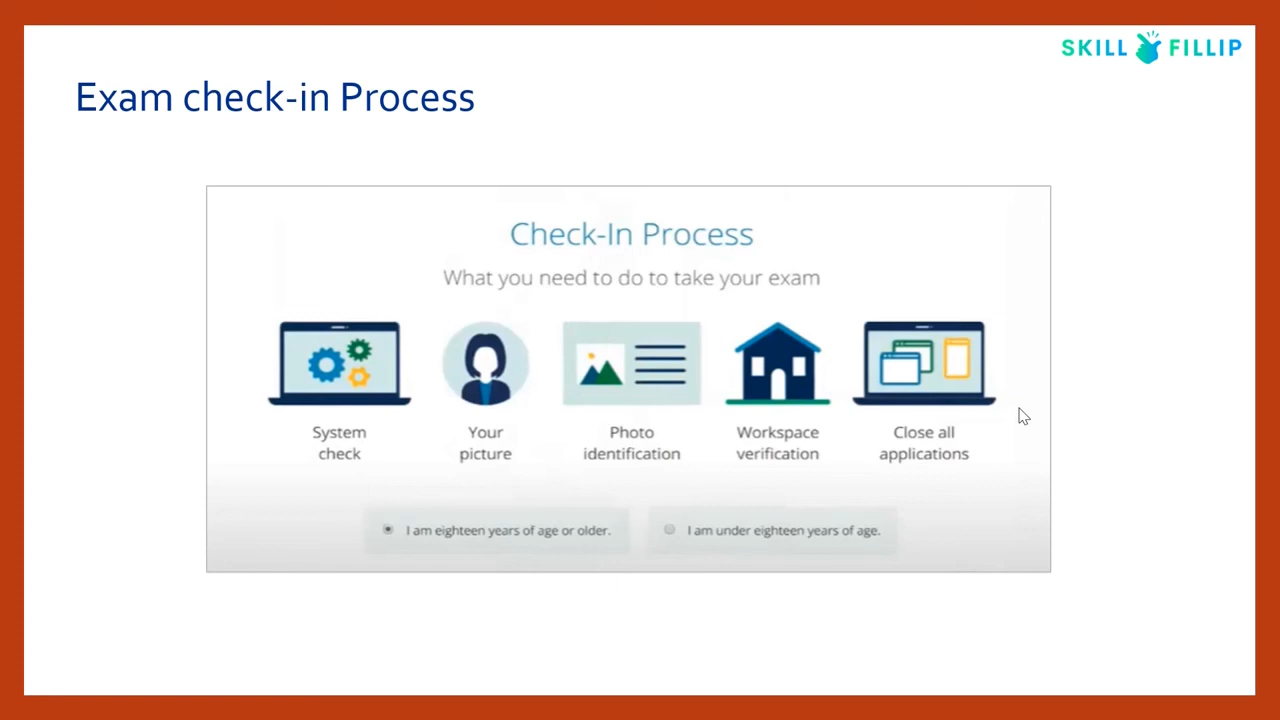 SKILL FILLIP
Exam check-in Process
Check-In Process
What you need to do to take your exam
System check
Your picture
Photo identification
Workspace verification
Close all applications
I am eighteen years of age or older.
I am under eighteen years of age.